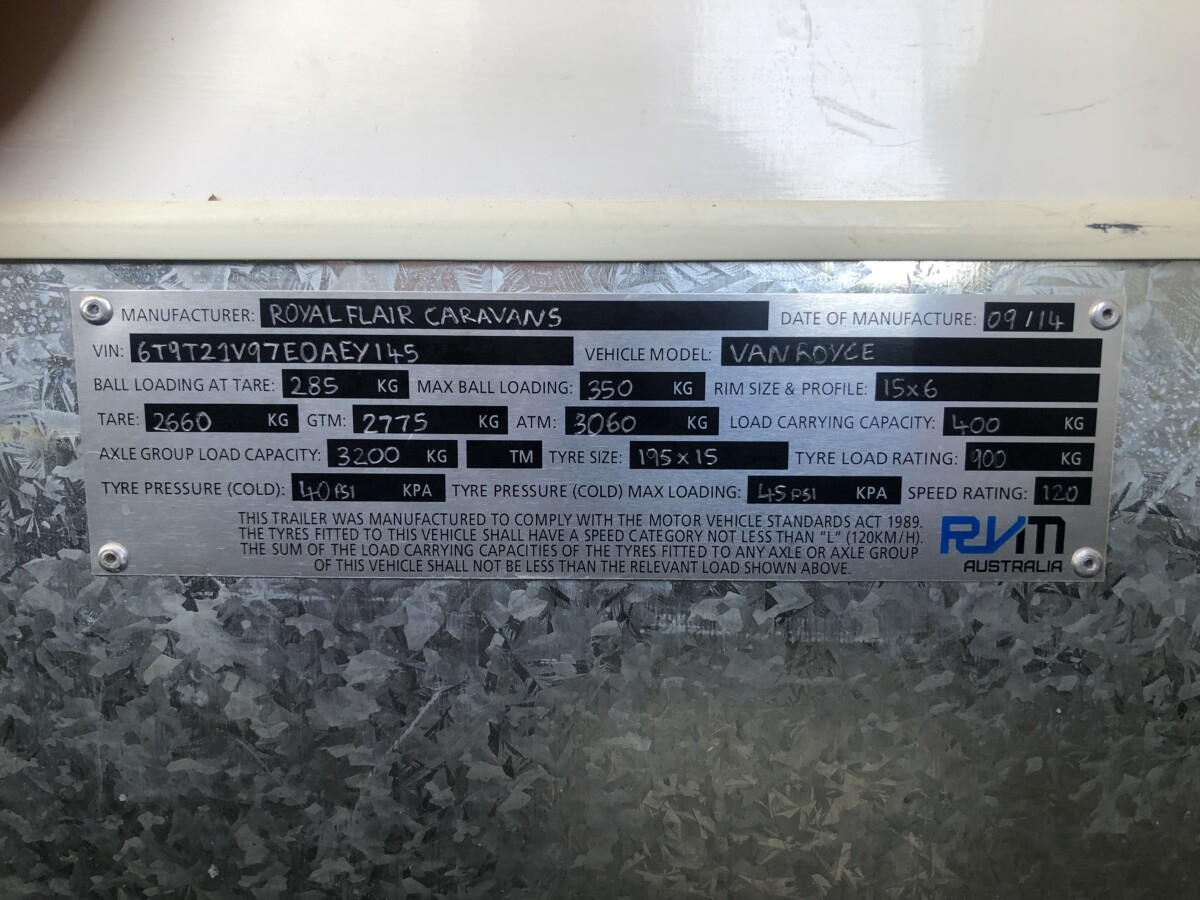 MANUFACTURER: ROYAL FLAIR CARAVANS DATE OF MANUFACTURE: 09/14
VIN: 6T9T21V97E0AEY145 VEHICLE MODEL: VAN ROYCE
BALL LOADING AT TARE: 285 KG MAX BALL LOADING: 350 KG RIM SIZE & PROFILE: 15x6
TARE: 2660 KG GTM: 2775 KG ATM: 3060 KG LOAD CARRYING CAPACITY: 400 KG
AXLE GROUP LOAD CAPACITY: 3200 KG TM TYRE SIZE: 195x15 TYRE LOAD RATING: 900 KG
TYRE PRESSURE (COLD): 40 PSI KPA TYRE PRESSURE (COLD) MAX LOADING: 45 PSI KPA SPEED RATING: 120
THIS TRAILER WAS MANUFACTURED TO COMPLY WITH THE MOTOR VEHICLE STANDARDS ACT 1989.
THE TYRES FITTED TO THIS VEHICLE SHALL HAVE A SPEED CATEGORY NOT LESS THAN "L" (120KM/H).
THE SUM OF THE LOAD CARRYING CAPACITIES OF THE TYRES FITTED TO ANY AXLE OR AXLE GROUP
OF THIS VEHICLE SHALL NOT BE LESS THAN THE RELEVANT LOAD SHOWN ABOVE.
RVM
AUSTRALIA